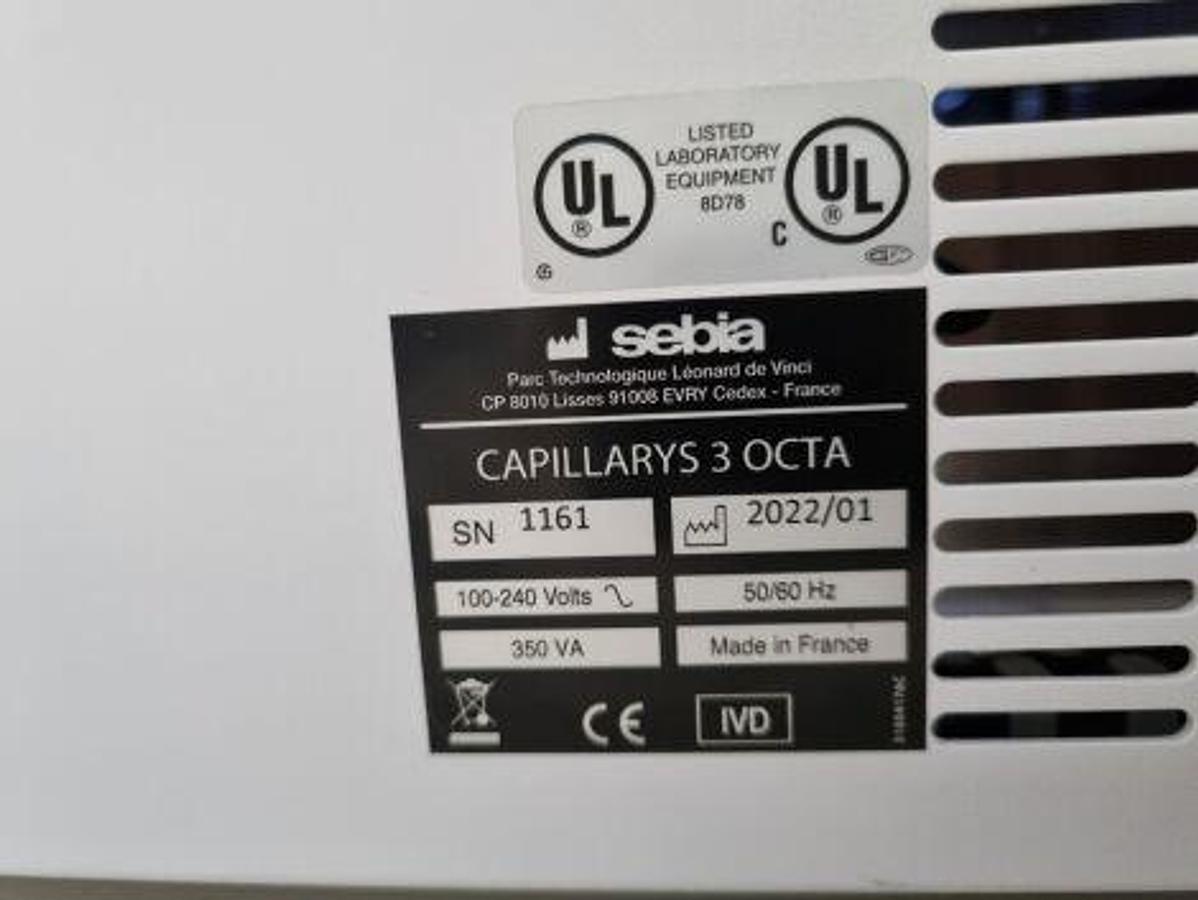 LISTED
LABORATORY
EQUIPMENT
8D78
UL
®
C UL
®
sebia
Parc Technologique Léonard de Vinci
CP 8010 Lisses 91008 EVRY Cedex - France
CAPILLARYS 3 OCTA
SN 1161
2022/01
100-240 Volts
50/60 Hz
350 VA
Made in France
CE
IVD